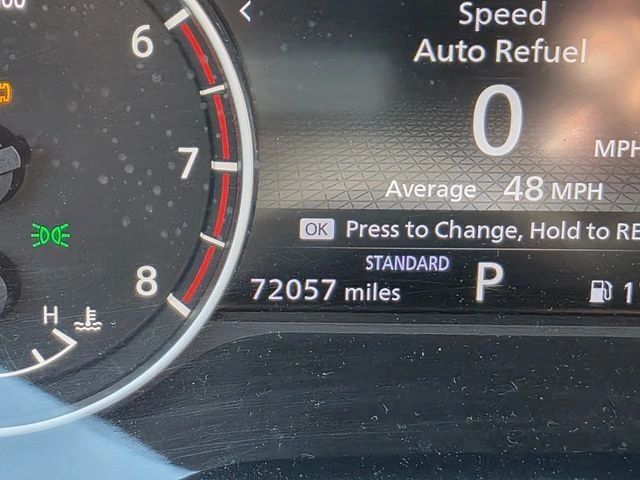 Speed
Auto Refuel
6
0
MPH
7
Average 48 MPH
OK Press to Change, Hold to RE
STANDARD
8
72057 miles
P
H